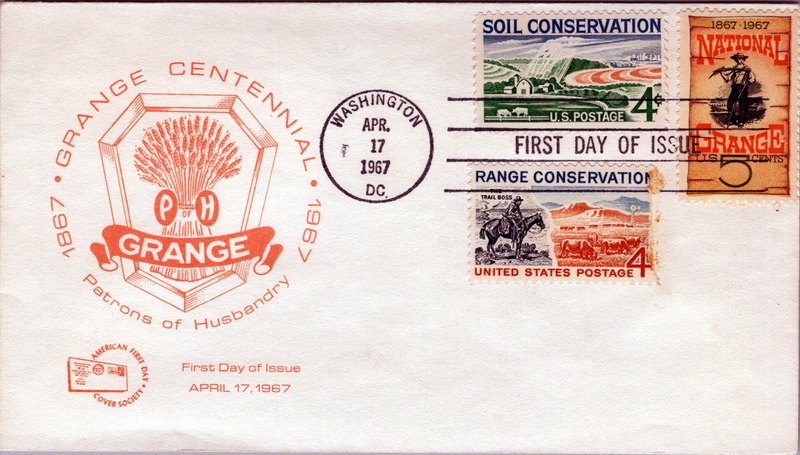 1867 • GRANGE CENTENNIAL • 1967
P OF H
GRANGE
Patrons of Husbandry
AMERICAN FIRST DAY
COVER SOCIETY
First Day of Issue
APRIL 17, 1967
WASHINGTON
APR.
17
1967
DC.
FIRST DAY OF ISSUE
SOIL CONSERVATION
U.S. POSTAGE 4¢
1867 • 1967
NATIONAL
GRANGE
U.S. 5 CENTS
RANGE CONSERVATION
THE
TRAIL BOSS
UNITED STATES POSTAGE 4¢